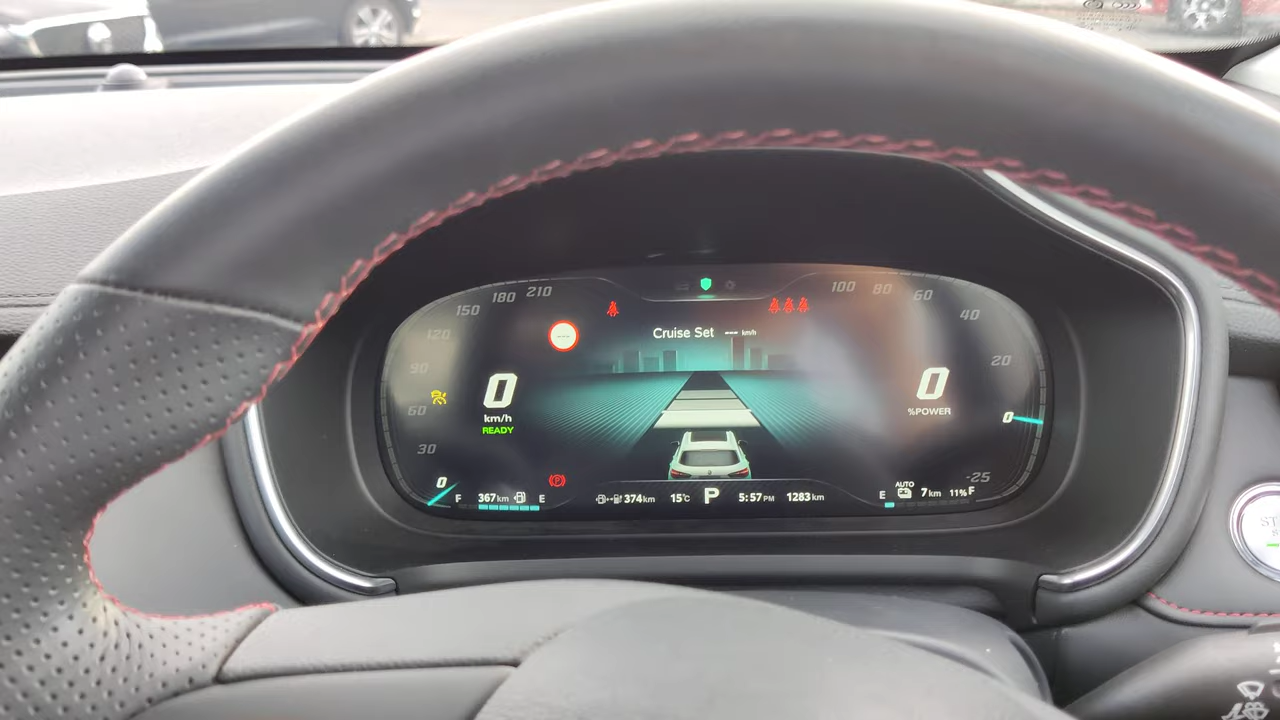 180 210
150
120
90
60
30
0
0
km/h
READY
F 367km E
Cruise Set --- km/h
---
374km 15°C P 5:57PM 1283km
100 80 60
40
20
0
-25
0
%POWER
AUTO
E 7km 11% F